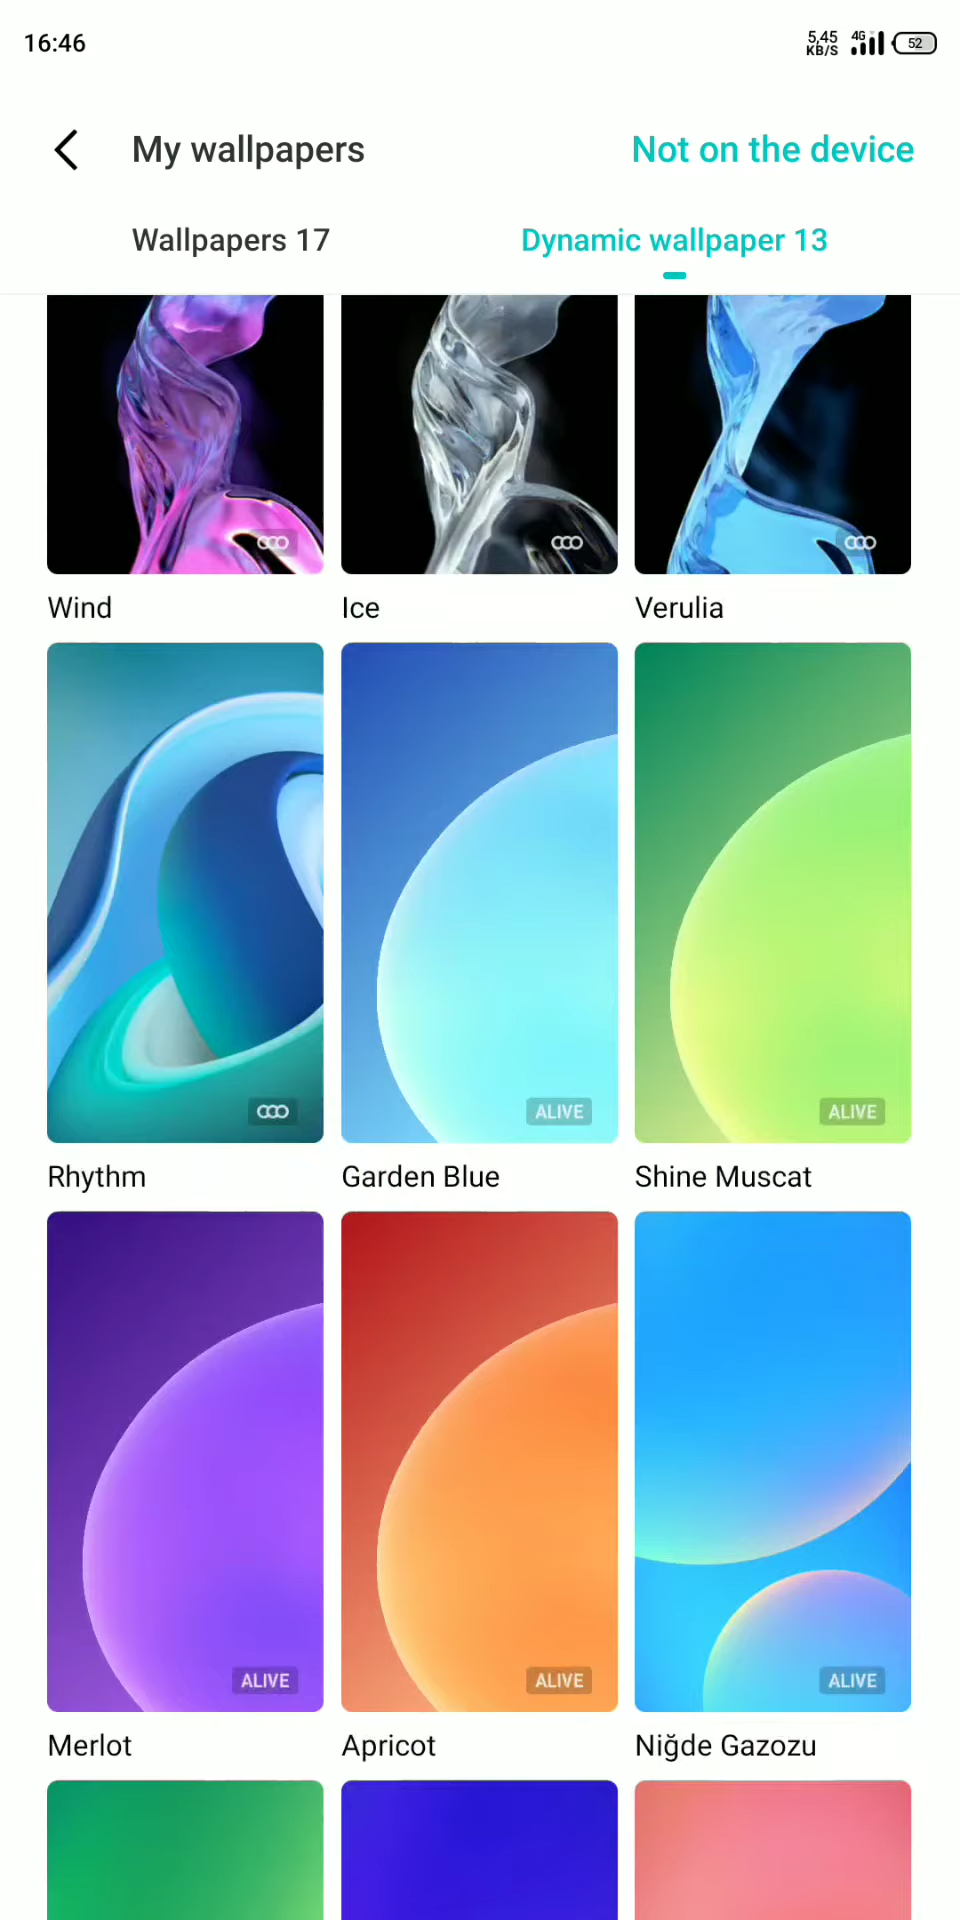 16:46
5,45 KB/S 4G 52
My wallpapers Not on the device
Wallpapers 17 Dynamic wallpaper 13
Wind Ice Verulia
ALIVE ALIVE
Rhythm Garden Blue Shine Muscat
ALIVE ALIVE ALIVE
Merlot Apricot Niğde Gazozu